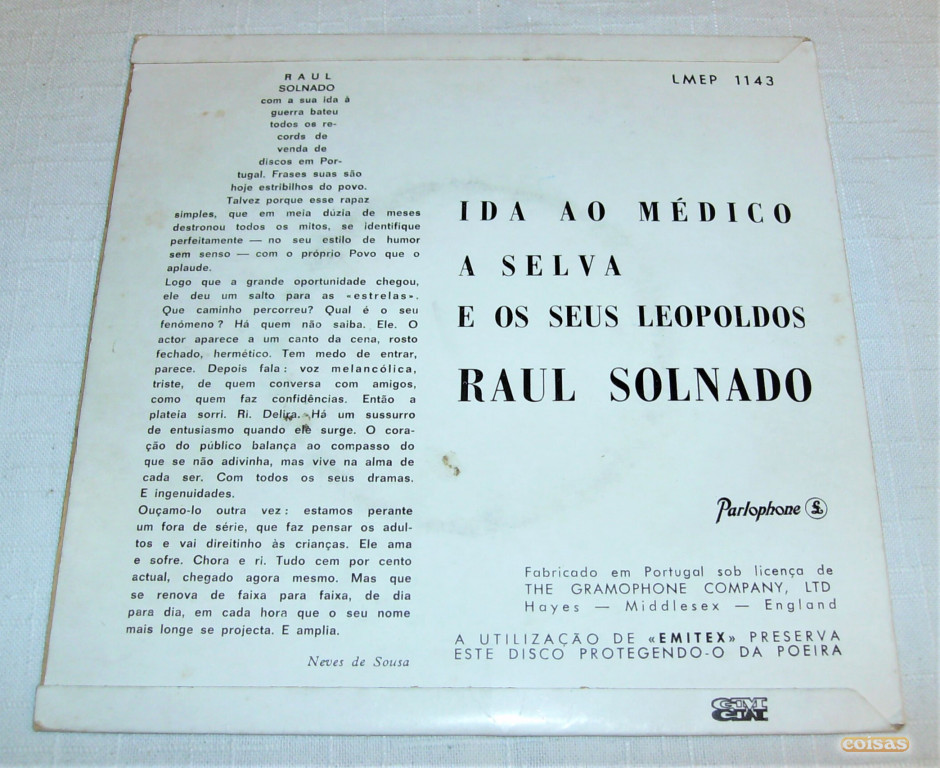 RAUL
SOLNADO
com a sua ida à
guerra bateu
todos os re-
cords de
venda de
discos em Por-
tugal. Frases suas são
hoje estribilhos do povo.
Talvez porque esse rapaz
simples, que em meia dúzia de meses
destronou todos os mitos, se identifique
perfeitamente — no seu estilo de humor
sem senso — com o próprio Povo que o
aplaude.
Logo que a grande oportunidade chegou,
ele deu um salto para as «estrelas».
Que caminho percorreu? Qual é o seu
fenómeno? Há quem não saiba. Ele. O
actor aparece a um canto da cena, rosto
fechado, hermético. Tem medo de entrar,
parece. Depois fala: voz melancólica,
triste, de quem conversa com amigos,
como quem faz confidências. Então a
plateia sorri. Ri. Delira. Há um sussurro
de entusiasmo quando ele surge. O cora-
ção do público balança ao compasso do
que se não adivinha, mas vive na alma de
cada ser. Com todos os seus dramas.
E ingenuidades.
Ouçamo-lo outra vez: estamos perante
um fora de série, que faz pensar os adul-
tos e vai direitinho às crianças. Ele ama
e sofre. Chora e ri. Tudo cem por cento
actual, chegado agora mesmo. Mas que
se renova de faixa para faixa, de dia
para dia, em cada hora que o seu nome
mais longe se projecta. E amplia.
Neves de Sousa
LMEP 1143
IDA AO MÉDICO
A SELVA
E OS SEUS LEOPOLDOS
RAUL SOLNADO
Parlophone
Fabricado em Portugal sob licença de
THE GRAMOPHONE COMPANY, LTD
Hayes — Middlesex — England
A UTILIZAÇÃO DE «EMITEX» PRESERVA
ESTE DISCO PROTEGENDO-O DA POEIRA
coisas